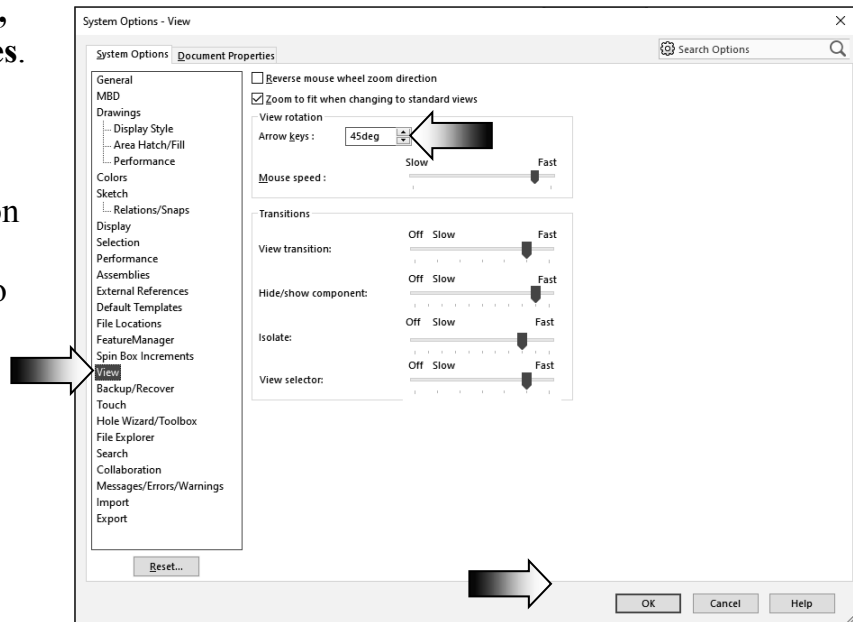 ,
es.
on
o
System Options - View
System Options Document Properties
Search Options
General
MBD
Drawings
Display Style
Area Hatch/Fill
Performance
Colors
Sketch
Relations/Snaps
Display
Selection
Performance
Assemblies
External References
Default Templates
File Locations
FeatureManager
Spin Box Increments
View
Backup/Recover
Touch
Hole Wizard/Toolbox
File Explorer
Search
Collaboration
Messages/Errors/Warnings
Import
Export
Reset...
Reverse mouse wheel zoom direction
Zoom to fit when changing to standard views
View rotation
Arrow keys : 45deg
Slow Fast
Mouse speed :
Transitions
Off Slow Fast
View transition:
Off Slow Fast
Hide/show component:
Off Slow Fast
Isolate:
Off Slow Fast
View selector:
OK Cancel Help